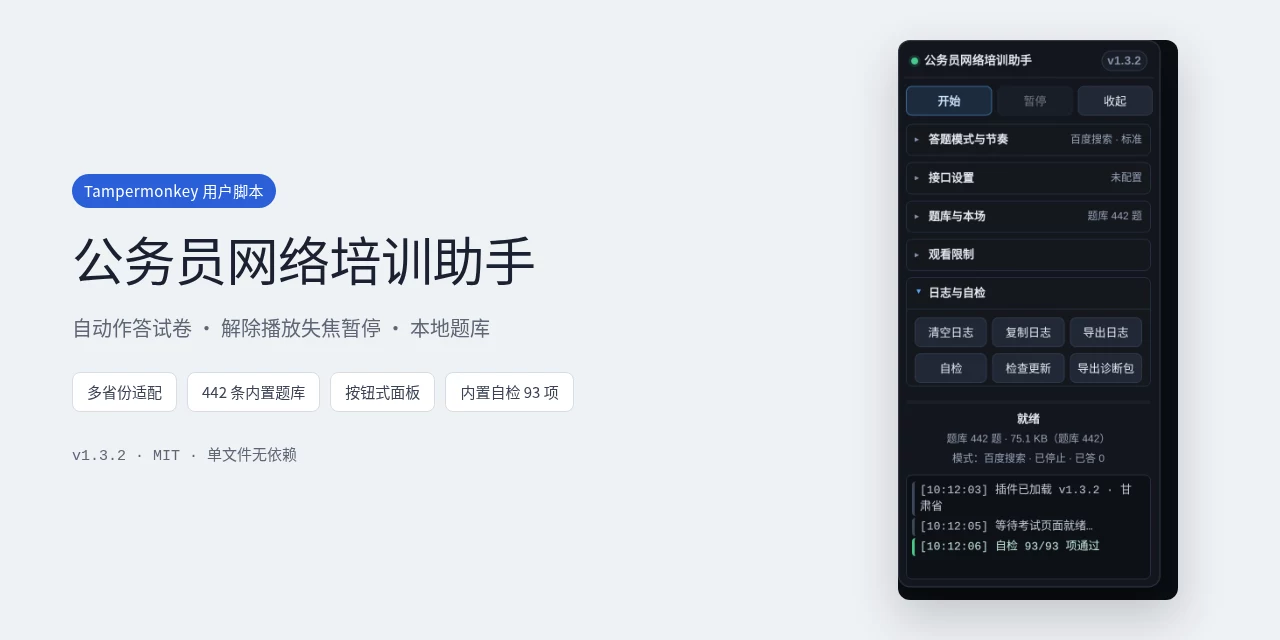 Tampermonkey 用户脚本
公务员网络培训助手
自动作答试卷 • 解除播放失焦暂停 • 本地题库
多省份适配
442 条内置题库
按钮式面板
内置自检 93 项
v1.3.2 · MIT · 单文件无依赖
公务员网络培训助手
v1.3.2
开始
暂停
收起
▸ 答题模式与节奏 百度搜索 · 标准
▸ 接口设置 未配置
▸ 题库与本场 题库 442 题
▸ 观看限制
▾ 日志与自检
清空日志
复制日志
导出日志
自检
检查更新
导出诊断包
就绪
题库 442 题 · 75.1 KB（题库 442）
模式：百度搜索 · 已停止 · 已答 0
[10:12:03] 插件已加载 v1.3.2 · 甘
肃省
[10:12:05] 等待考试页面就绪…
[10:12:06] 自检 93/93 项通过